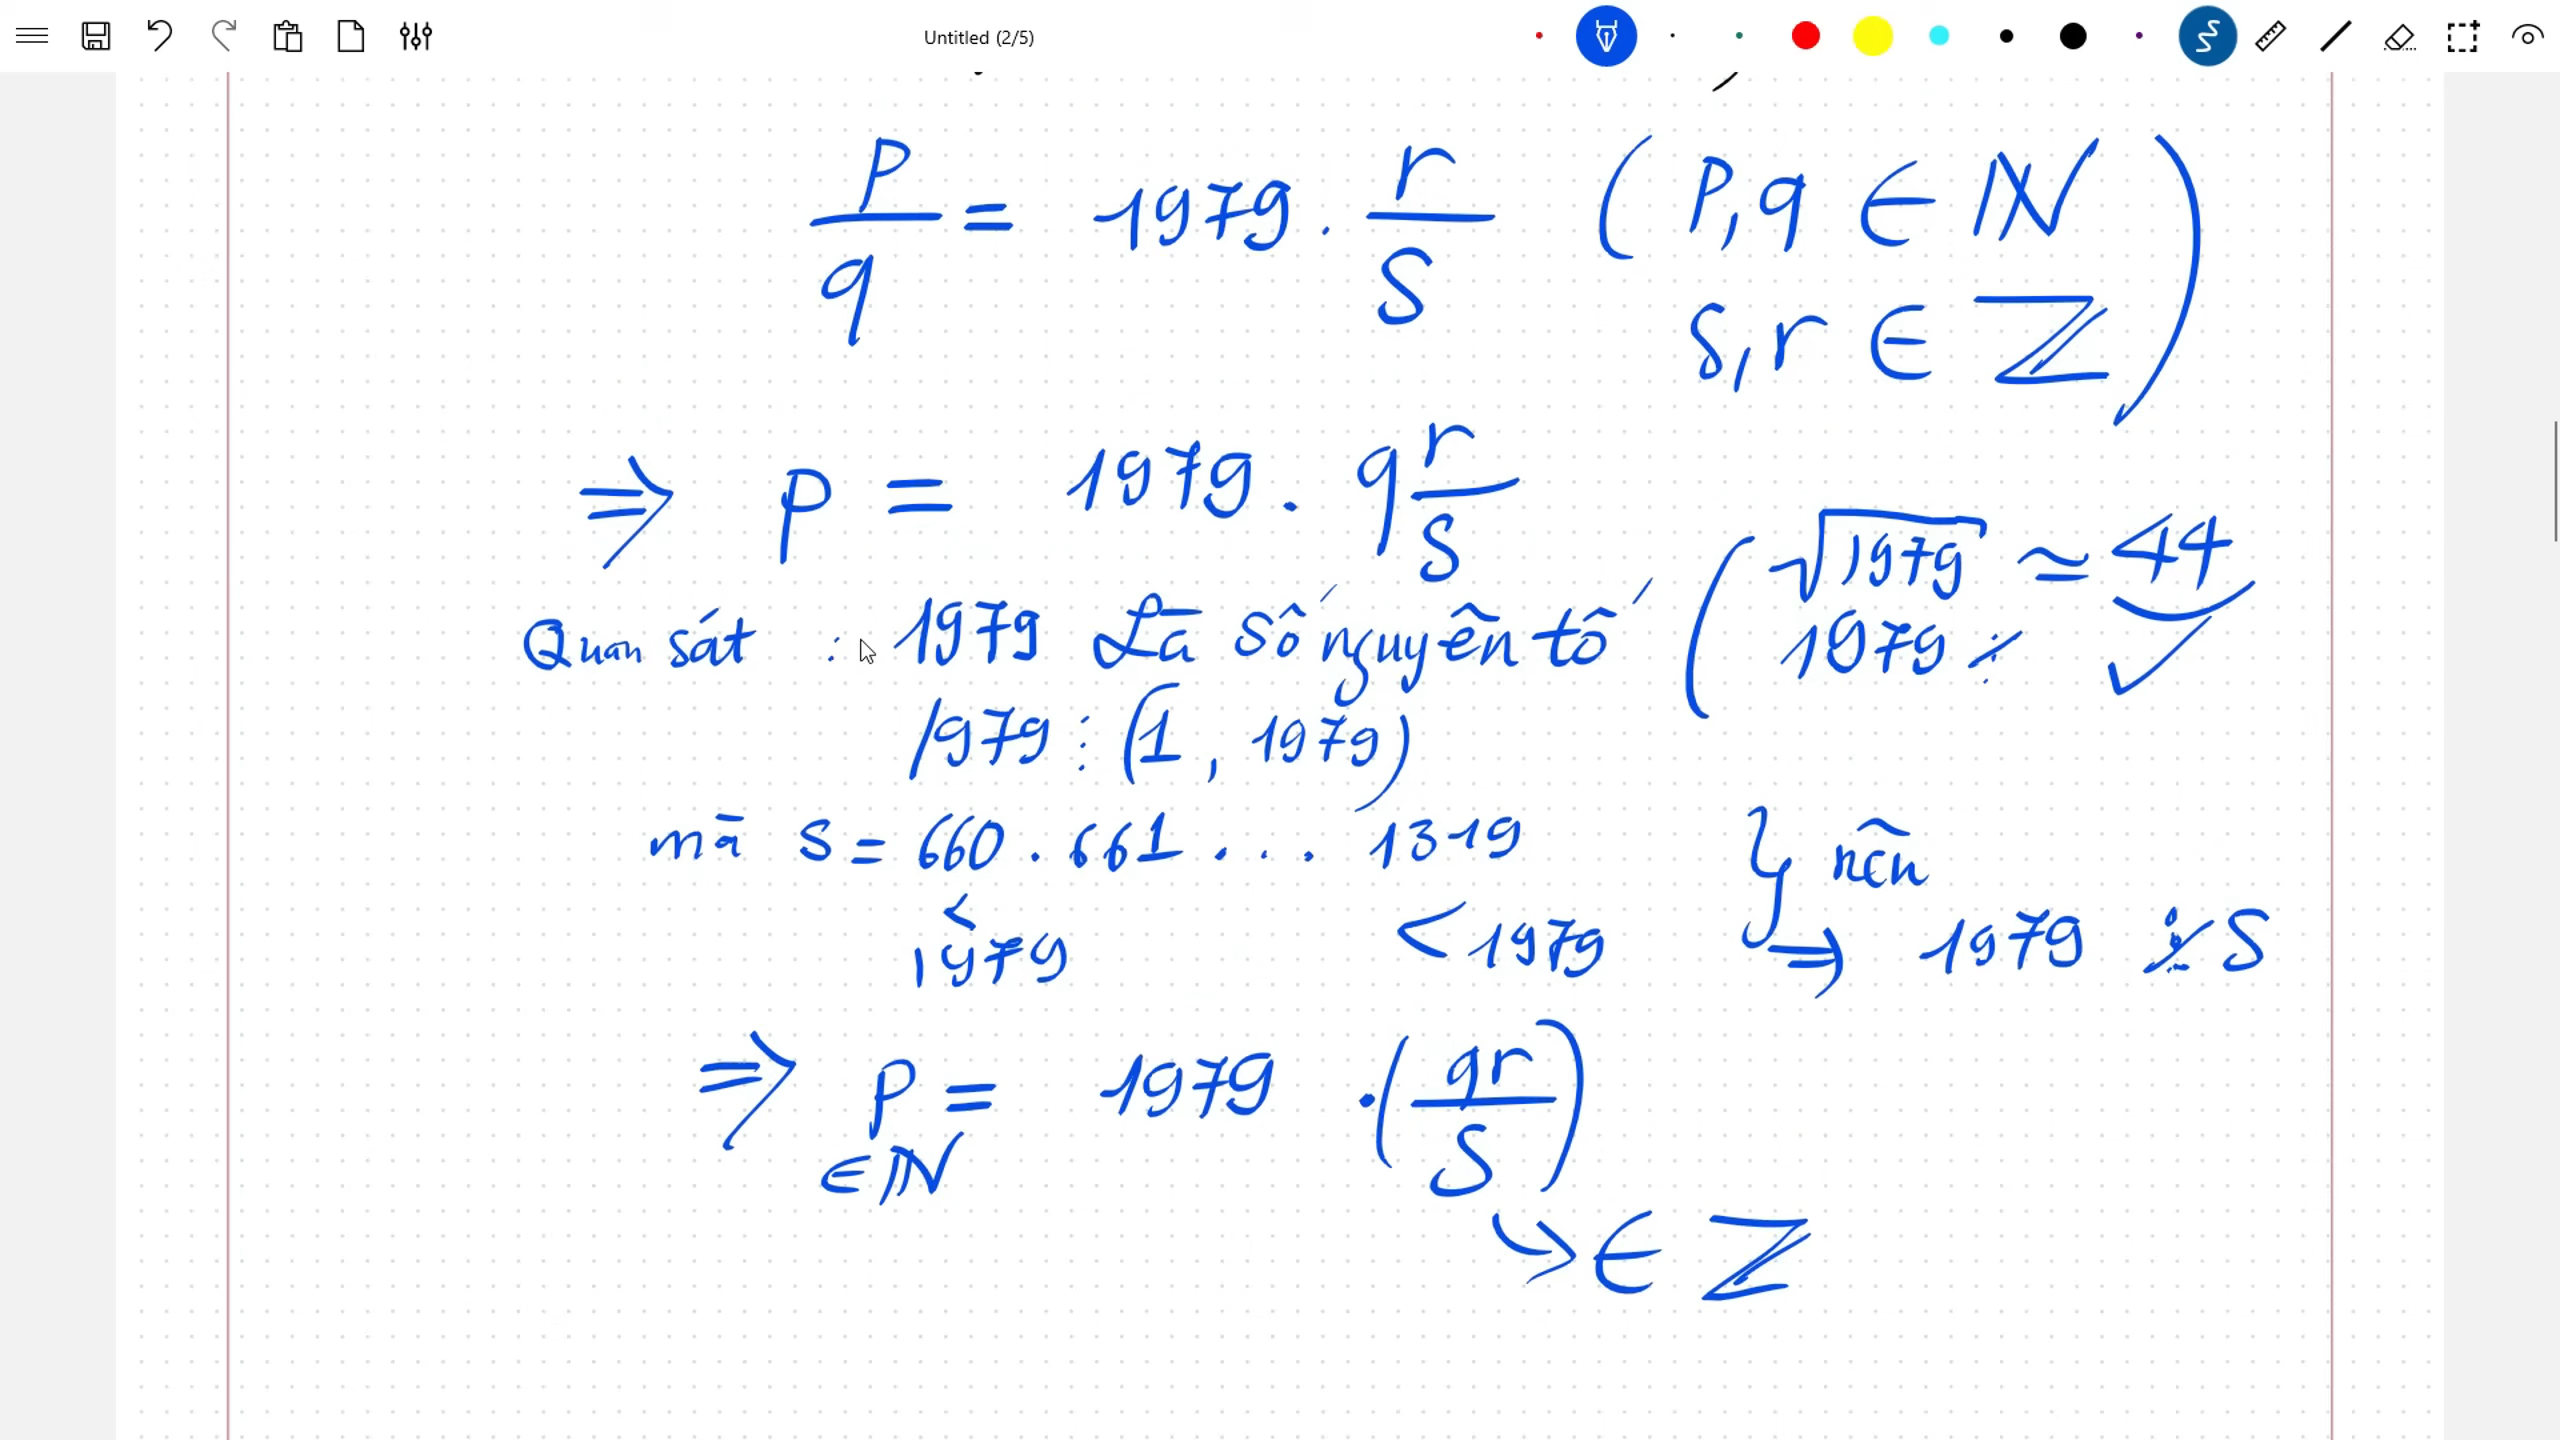 Untitled (2/5)
p/q = 1979 . r/s ( P, q ∈ ℕ
s, r ∈ ℤ )
⇒ p = 1979 . q r/s
( √1979 ≃ 44
Quan sát : 1979 Là số nguyên tố
1979 ⋮̸ ✓
1979 ⋮ (1, 1979)
mà s = 660 . 661 . . . 1319 } nên
< 1979 < 1979 ⇒ 1979 ⋮̸ S
⇒ p = 1979 . (qr/s)
∈ ℕ
↪ ∈ ℤ